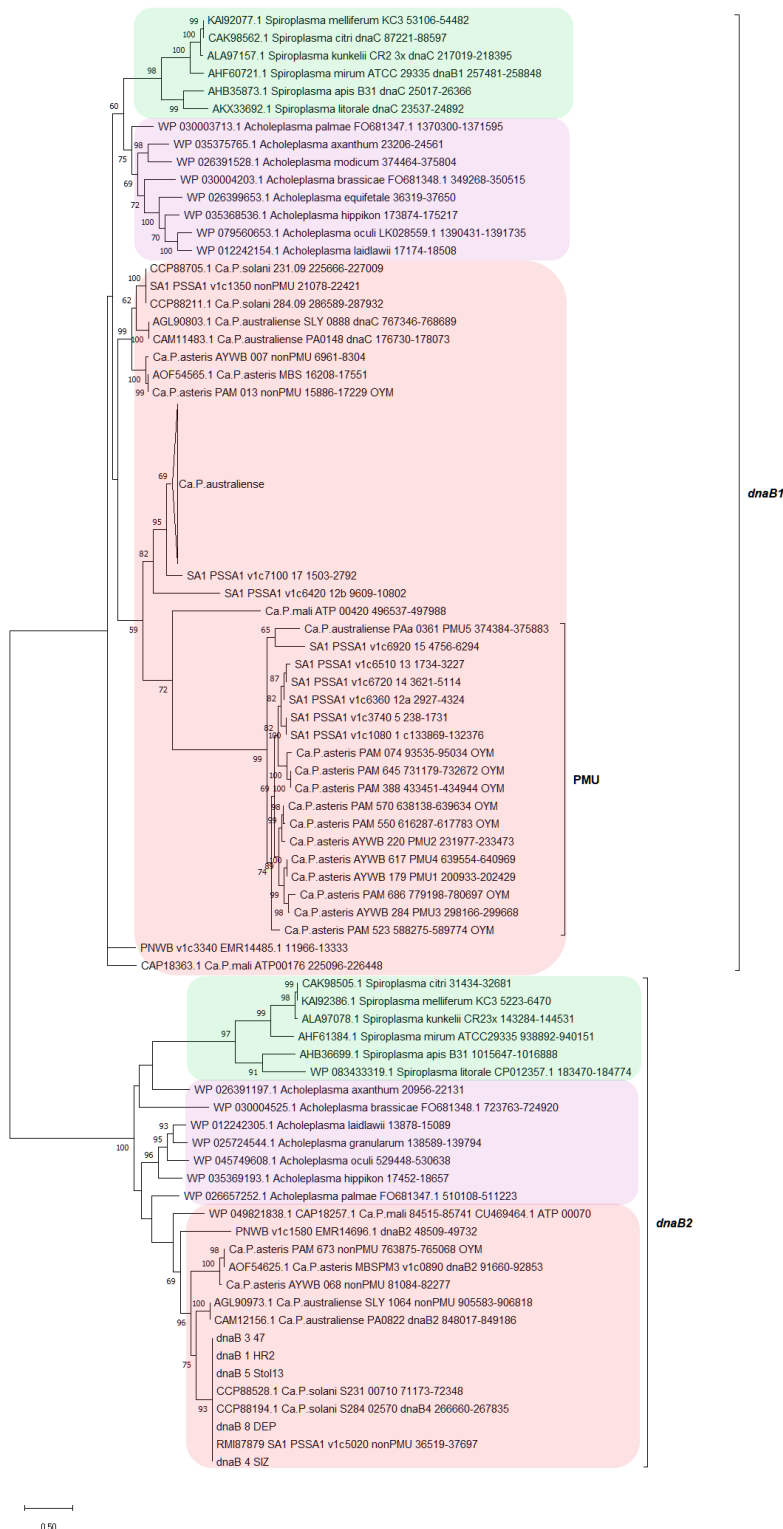 KAI92077.1 Spiroplasma melliferum KC3 53106-54482
CAK98562.1 Spiroplasma citri dnaC 87221-88597
ALA97157.1 Spiroplasma kunkelii CR2 3x dnaC 217019-218395
AHF60721.1 Spiroplasma mirum ATCC 29335 dnaB1 257481-258848
AHB35873.1 Spiroplasma apis B31 dnaC 25017-26366
AKX33692.1 Spiroplasma litorale dnaC 23537-24892
99
100
100
98
99
60
WP 030003713.1 Acholeplasma palmae FO681347.1 1370300-1371595
WP 035375765.1 Acholeplasma axanthum 23206-24561
WP 026391528.1 Acholeplasma modicum 374464-375804
WP 030004203.1 Acholeplasma brassicae FO681348.1 349268-350515
WP 026399653.1 Acholeplasma equifetale 36319-37650
WP 035368536.1 Acholeplasma hippikon 173874-175217
WP 079560653.1 Acholeplasma oculi LK028559.1 1390431-1391735
WP 012242154.1 Acholeplasma laidlawii 17174-18508
98
75
69
72
100
70
100
CCP88705.1 Ca.P.solani 231.09 225666-227009
SA1 PSSA1 v1c1350 nonPMU 21078-22421
CCP88211.1 Ca.P.solani 284.09 286589-287932
AGL90803.1 Ca.P.australiense SLY 0888 dnaC 767346-768689
CAM11483.1 Ca.P.australiense PA0148 dnaC 176730-178073
Ca.P.asteris AYWB 007 nonPMU 6961-8304
AOF54565.1 Ca.P.asteris MBS 16208-17551
Ca.P.asteris PAM 013 nonPMU 15886-17229 OYM
100
62
99
100
100
99
Ca.P.australiense
69
95
82
59
SA1 PSSA1 v1c7100 17 1503-2792
SA1 PSSA1 v1c6420 12b 9609-10802
Ca.P.mali ATP 00420 496537-497988
Ca.P.australiense PAa 0361 PMU5 374384-375883
SA1 PSSA1 v1c6920 15 4756-6294
SA1 PSSA1 v1c6510 13 1734-3227
SA1 PSSA1 v1c6720 14 3621-5114
SA1 PSSA1 v1c6360 12a 2927-4324
SA1 PSSA1 v1c3740 5 238-1731
SA1 PSSA1 v1c1080 1 c133869-132376
Ca.P.asteris PAM 074 93535-95034 OYM
Ca.P.asteris PAM 645 731179-732672 OYM
Ca.P.asteris PAM 388 433451-434944 OYM
Ca.P.asteris PAM 570 638138-639634 OYM
Ca.P.asteris PAM 550 616287-617783 OYM
Ca.P.asteris AYWB 220 PMU2 231977-233473
Ca.P.asteris AYWB 617 PMU4 639554-640969
Ca.P.asteris AYWB 179 PMU1 200933-202429
Ca.P.asteris PAM 686 779198-780697 OYM
Ca.P.asteris AYWB 284 PMU3 298166-299668
Ca.P.asteris PAM 523 588275-589774 OYM
72
65
87
82
82
100
99
100
69
100
98
99
100
74
99
98
PMU
PNWB v1c3340 EMR14485.1 11966-13333
CAP18363.1 Ca.P.mali ATP00176 225096-226448
dnaB1
CAK98505.1 Spiroplasma citri 31434-32681
KAI92386.1 Spiroplasma melliferum KC3 5223-6470
ALA97078.1 Spiroplasma kunkelii CR23x 143284-144531
AHF61384.1 Spiroplasma mirum ATCC29335 938892-940151
AHB36699.1 Spiroplasma apis B31 1015647-1016888
WP 083433319.1 Spiroplasma litorale CP012357.1 183470-184774
99
98
99
97
91
WP 026391197.1 Acholeplasma axanthum 20956-22131
WP 030004525.1 Acholeplasma brassicae FO681348.1 723763-724920
WP 012242305.1 Acholeplasma laidlawii 13878-15089
WP 025724544.1 Acholeplasma granularum 138589-139794
WP 045749608.1 Acholeplasma oculi 529448-530638
WP 035369193.1 Acholeplasma hippikon 17452-18657
WP 026657252.1 Acholeplasma palmae FO681347.1 510108-511223
100
93
95
96
WP 049821838.1 CAP18257.1 Ca.P.mali 84515-85741 CU469464.1 ATP 00070
PNWB v1c1580 EMR14696.1 dnaB2 48509-49732
Ca.P.asteris PAM 673 nonPMU 763875-765068 OYM
AOF54625.1 Ca.P.asteris MBSPM3 v1c0890 dnaB2 91660-92853
Ca.P.asteris AYWB 068 nonPMU 81084-82277
AGL90973.1 Ca.P.australiense SLY 1064 nonPMU 905583-906818
CAM12156.1 Ca.P.australiense PA0822 dnaB2 848017-849186
dnaB 3 47
dnaB 1 HR2
dnaB 5 Stol13
CCP88528.1 Ca.P.solani S231 00710 71173-72348
CCP88194.1 Ca.P.solani S284 02570 dnaB4 266660-267835
dnaB 8 DEP
RMI87879 SA1 PSSA1 v1c5020 nonPMU 36519-37697
dnaB 4 SIZ
69
98
100
96
100
75
93
dnaB2
0.50